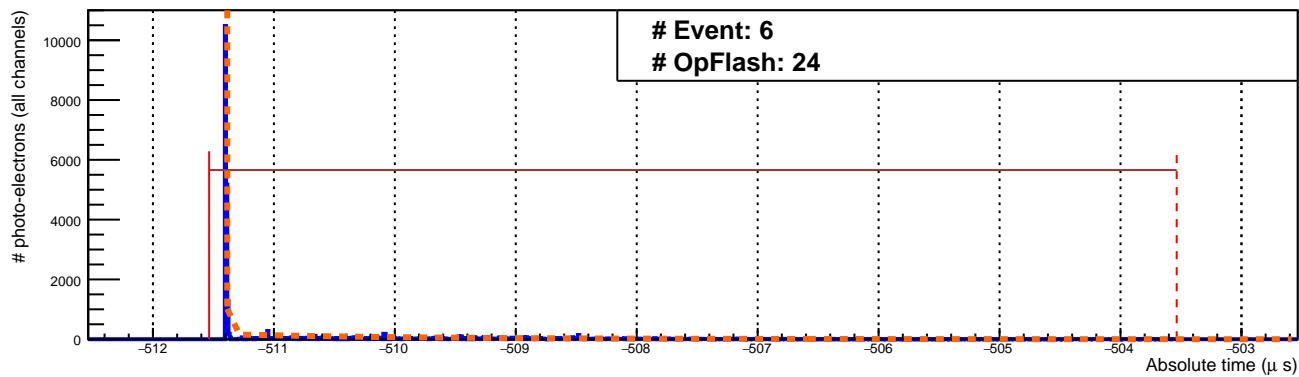 # Event: 6
# OpFlash: 24
# photo-electrons (all channels)
10000
8000
6000
4000
2000
0
−512 −511 −510 −509 −508 −507 −506 −505 −504 −503
Absolute time (μ s)